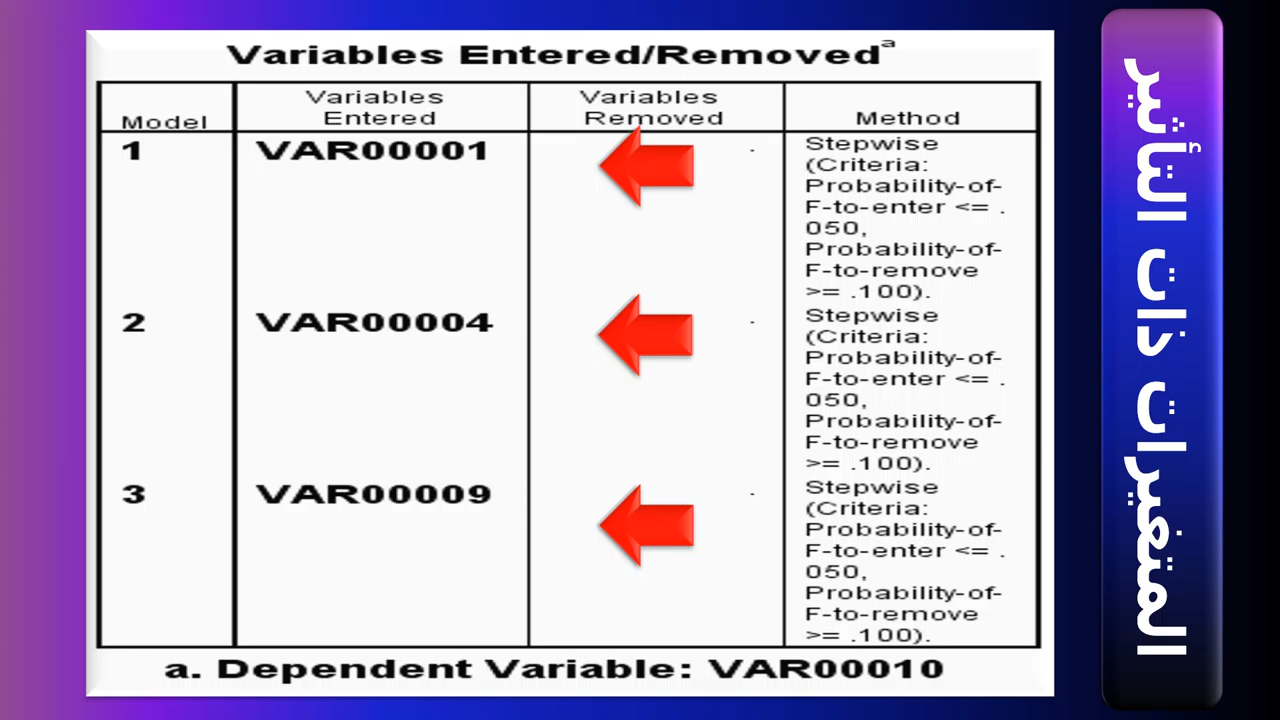 Variables Entered/Removedᵃ
Model Variables Entered Variables Removed Method
1 VAR00001 . Stepwise
(Criteria:
Probability-of-
F-to-enter <= .
050,
Probability-of-
F-to-remove
>= .100).
2 VAR00004 . Stepwise
(Criteria:
Probability-of-
F-to-enter <= .
050,
Probability-of-
F-to-remove
>= .100).
3 VAR00009 . Stepwise
(Criteria:
Probability-of-
F-to-enter <= .
050,
Probability-of-
F-to-remove
>= .100).
a. Dependent Variable: VAR00010
المتغيرات ذات التأثير